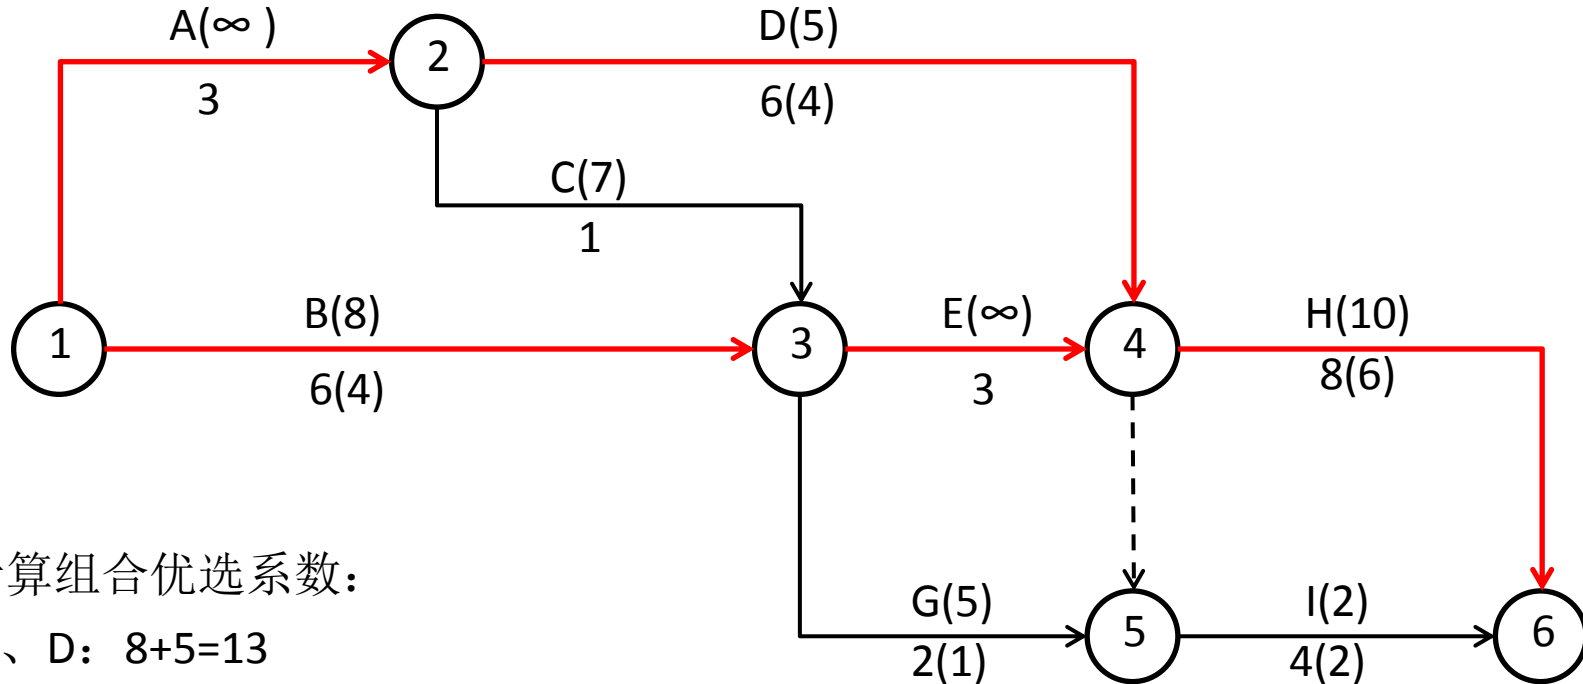 A(∞ )
3
2
D(5)
6(4)
C(7)
1
1
B(8)
6(4)
3
E(∞)
3
4
H(10)
8(6)
算组合优选系数：
、D：8+5=13
G(5)
2(1)
5
I(2)
4(2)
6